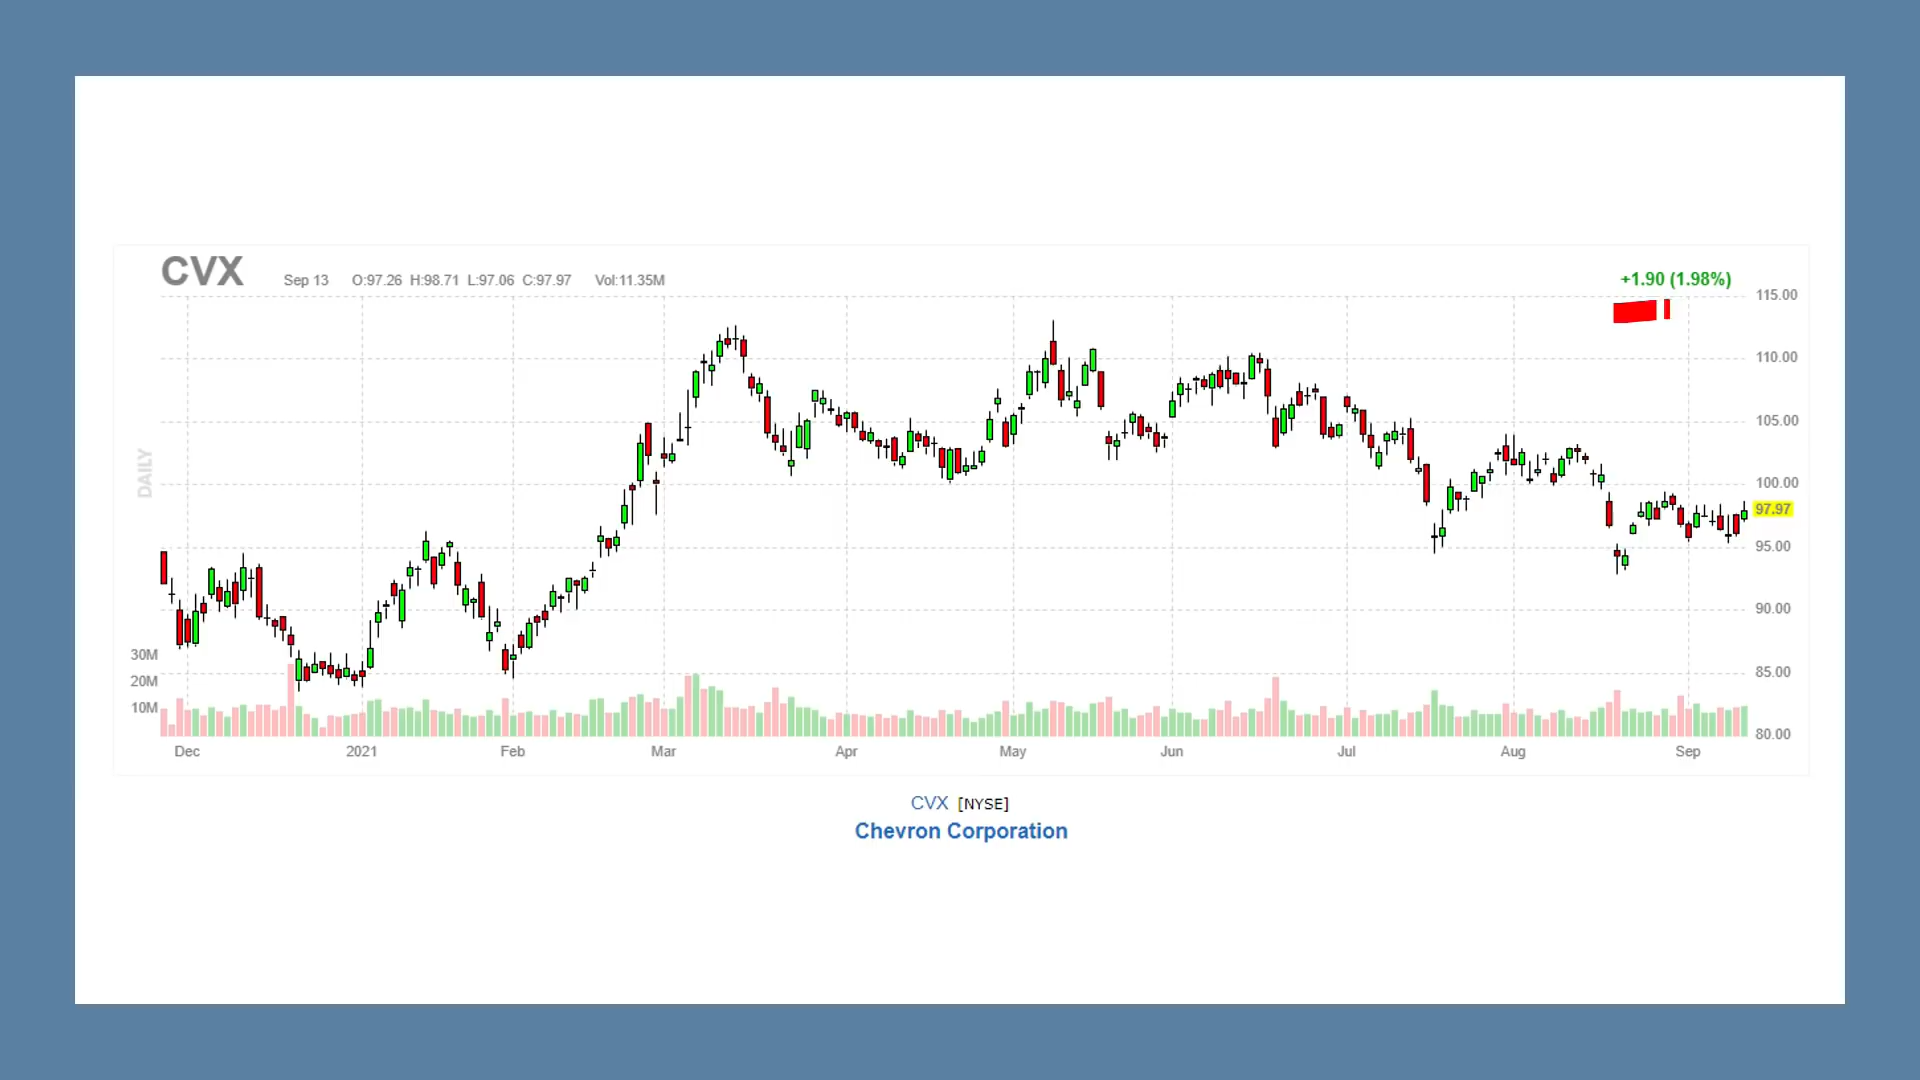 CVX Sep 13 O:97.26 H:98.71 L:97.06 C:97.97 Vol:11.35M +1.90 (1.98%)
115.00
110.00
105.00
DAILY
100.00
97.97
95.00
90.00
30M
85.00
20M
10M
80.00
Dec 2021 Feb Mar Apr May Jun Jul Aug Sep
CVX [NYSE]
Chevron Corporation